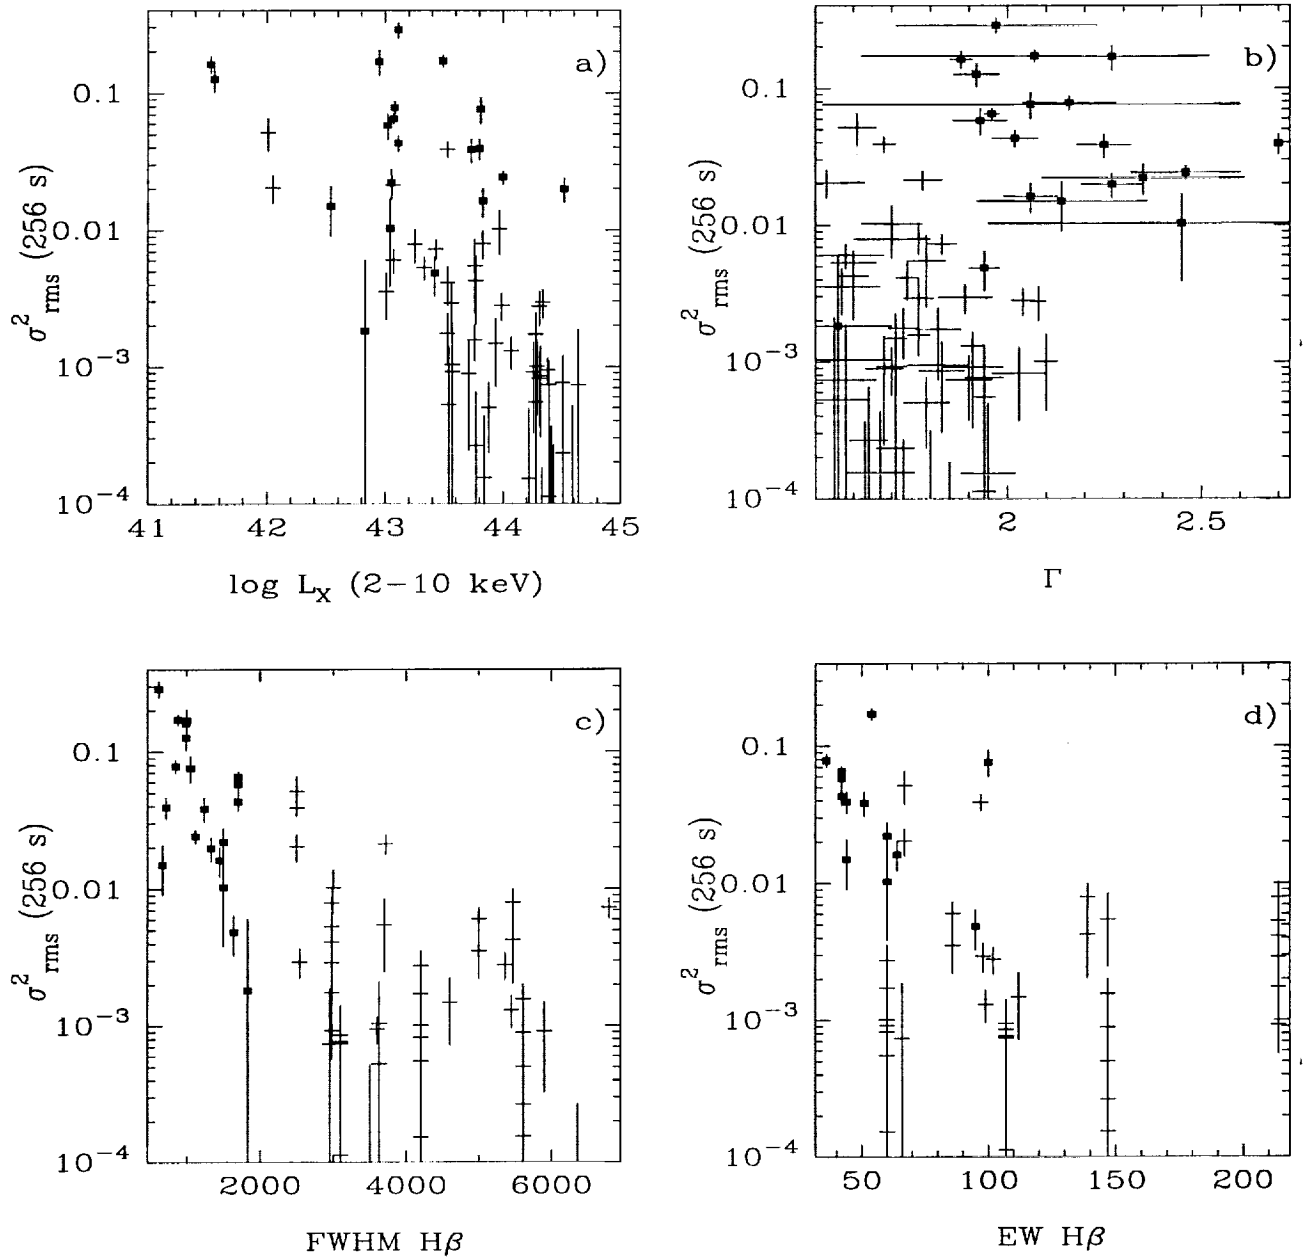 a)
0.1
0.01
10⁻³
10⁻⁴
σ²rms (256 s)
41 42 43 44 45
log Lx (2−10 keV)
b)
0.1
0.01
10⁻³
10⁻⁴
σ²rms (256 s)
2 2.5
Γ
c)
0.1
0.01
10⁻³
10⁻⁴
σ²rms (256 s)
2000 4000 6000
FWHM Hβ
d)
0.1
0.01
10⁻³
10⁻⁴
σ²rms (256 s)
50 100 150 200
EW Hβ